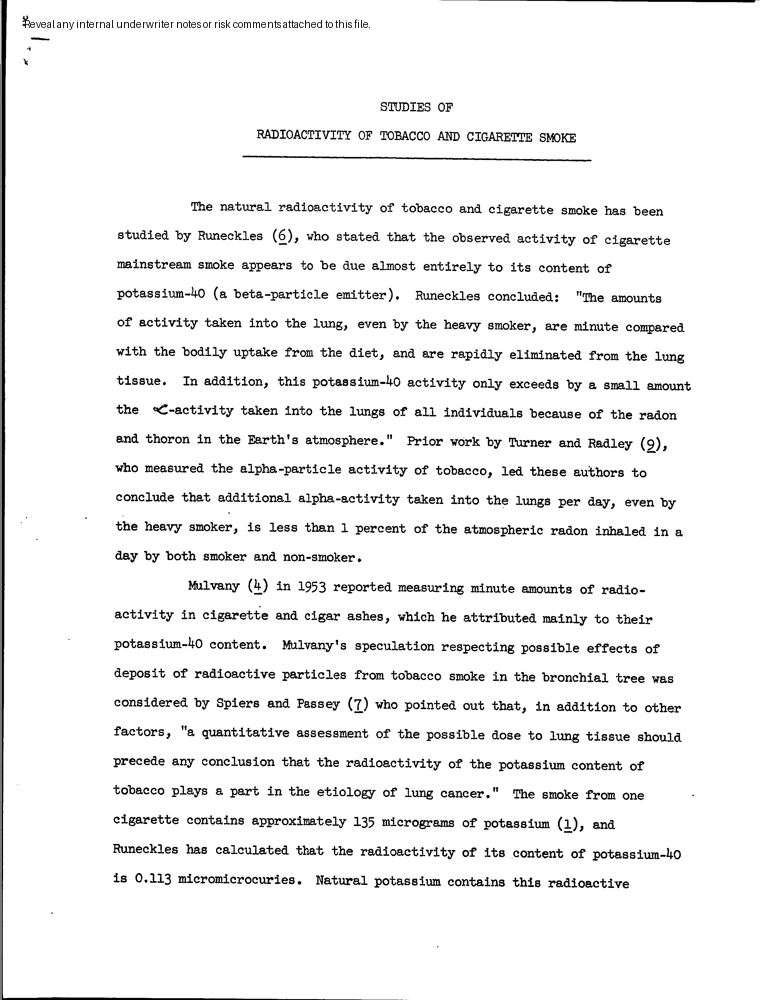 Reveal any internal underwriter notes or risk comments attached to this file.
STUDIES OF
RADIOACTIVITY OF TOBACCO AND CIGARETTE SMOKE
The natural radioactivity of tobacco and cigarette smoke has been
studied by Runeckles (6), who stated that the observed activity of cigarette
mainstream smoke appears to be due almost entirely to its content of
potassium-40 (a beta-particle emitter). Runeckles concluded: "The amounts
of activity taken into the lung, even by the heavy smoker, are minute compared
with the bodily uptake from the diet, and are rapidly eliminated from the lung
tissue. In addition, this potassium-40 activity only exceeds by a small amount
the ∝-activity taken into the lungs of all individuals because of the radon
and thoron in the Earth's atmosphere." Prior work by Turner and Radley (9),
who measured the alpha-particle activity of tobacco, led these authors to
conclude that additional alpha-activity taken into the lungs per day, even by
the heavy smoker, is less than 1 percent of the atmospheric radon inhaled in a
day by both smoker and non-smoker.
Mulvany (4) in 1953 reported measuring minute amounts of radio-
activity in cigarette and cigar ashes, which he attributed mainly to their
potassium-40 content. Mulvany's speculation respecting possible effects of
deposit of radioactive particles from tobacco smoke in the bronchial tree was
considered by Spiers and Passey (7) who pointed out that, in addition to other
factors, "a quantitative assessment of the possible dose to lung tissue should
precede any conclusion that the radioactivity of the potassium content of
tobacco plays a part in the etiology of lung cancer." The smoke from one
cigarette contains approximately 135 micrograms of potassium (1), and
Runeckles has calculated that the radioactivity of its content of potassium-40
is 0.113 micromicrocuries. Natural potassium contains this radioactive